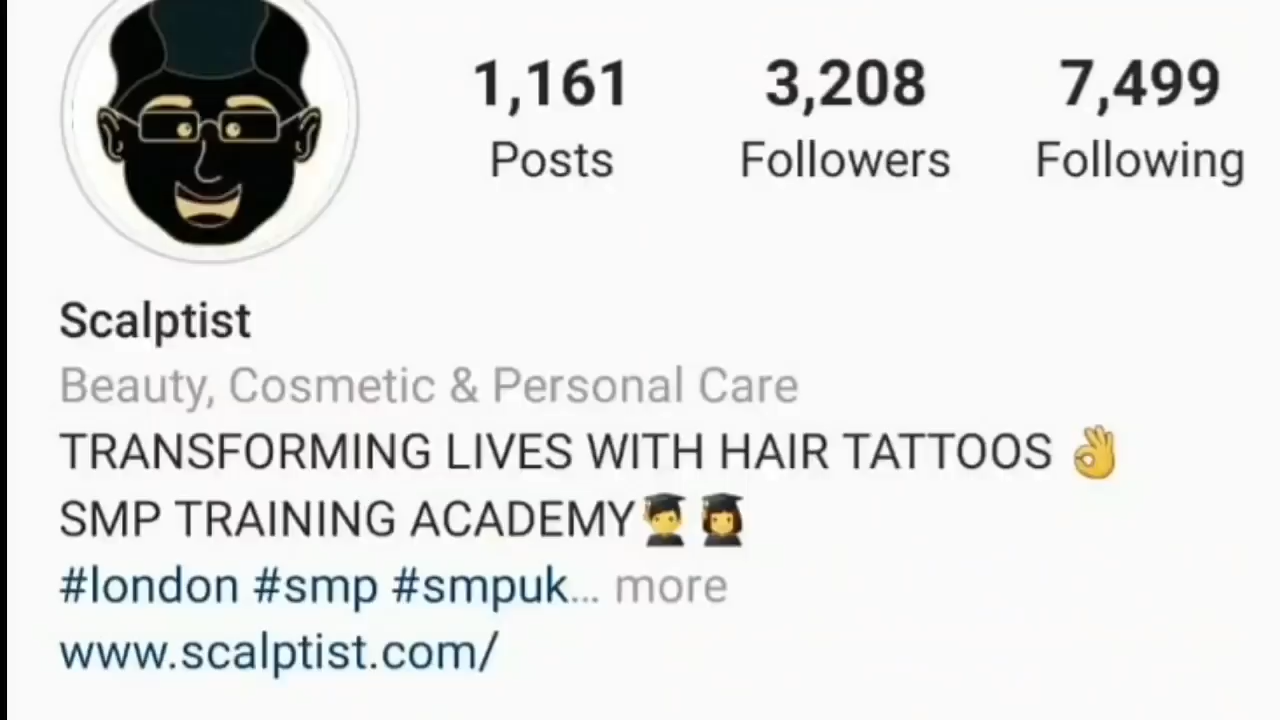 1,161 3,208 7,499
Posts Followers Following
Scalptist
Beauty, Cosmetic & Personal Care
TRANSFORMING LIVES WITH HAIR TATTOOS 👌
SMP TRAINING ACADEMY👨‍🎓👩‍🎓
#london #smp #smpuk... more
www.scalptist.com/